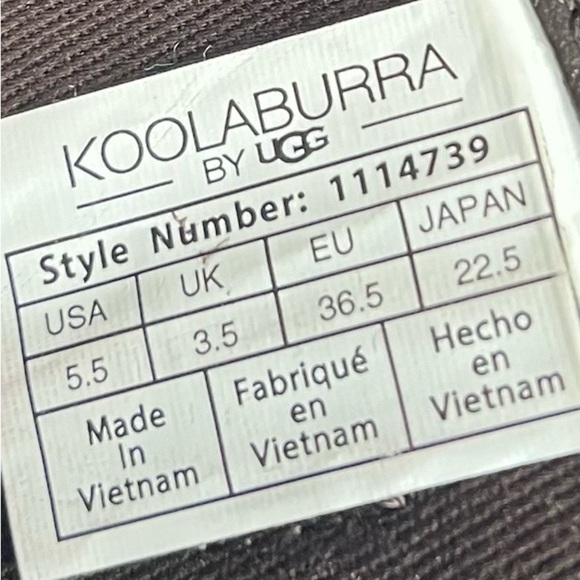 KOOLABURRA
BY UGG
Style Number: 1114739
USA UK EU JAPAN
5.5 3.5 36.5 22.5
Made In Vietnam
Fabriqué en Vietnam
Hecho en Vietnam